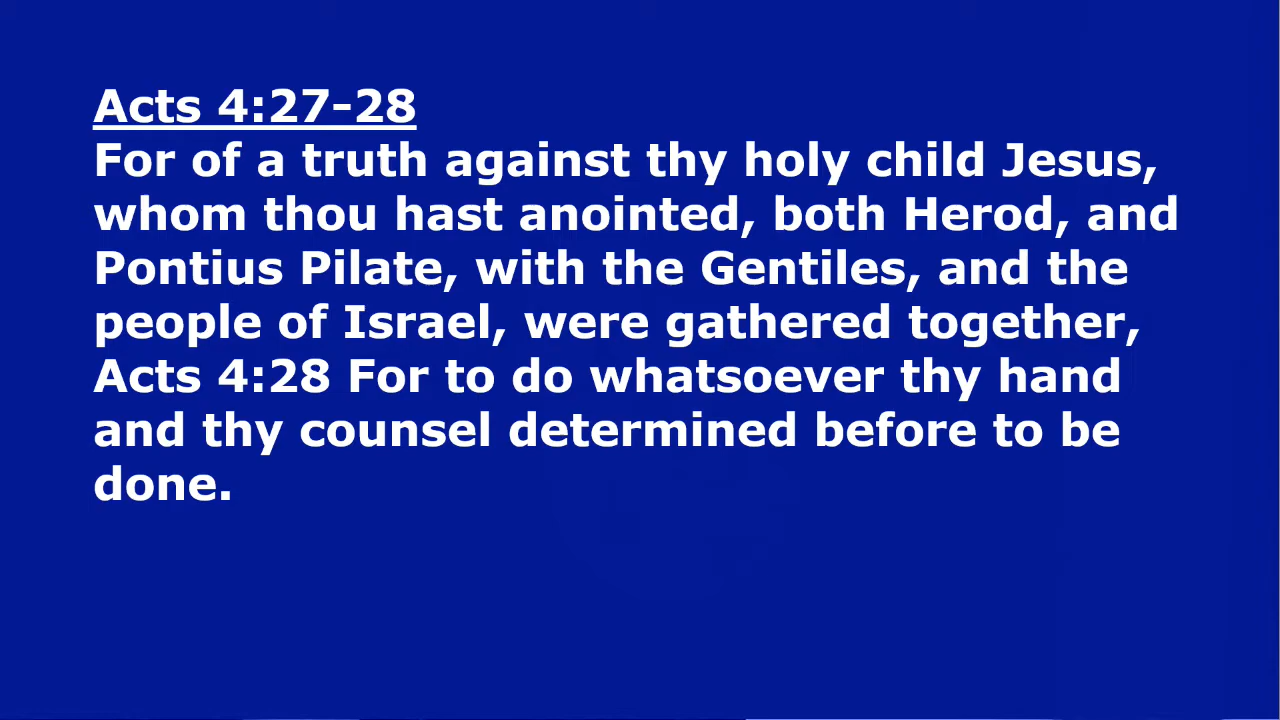 Acts 4:27-28
For of a truth against thy holy child Jesus,
whom thou hast anointed, both Herod, and
Pontius Pilate, with the Gentiles, and the
people of Israel, were gathered together,
Acts 4:28 For to do whatsoever thy hand
and thy counsel determined before to be
done.